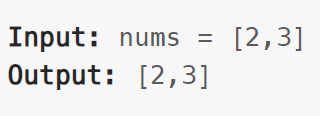 Input: nums = [2,3]
Output: [2,3]